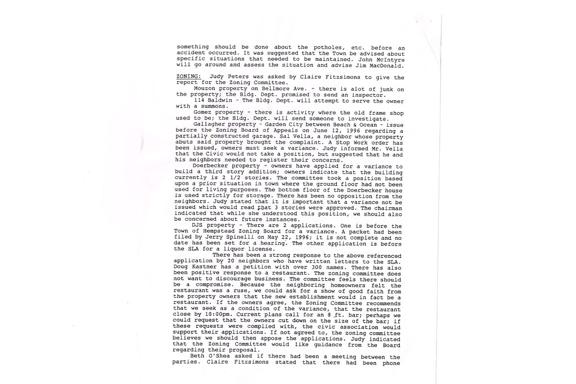 something should be done about the potholes, etc. before an
accident occurred. It was suggested that the Town be advised about
specific situations that needed to be maintained. John McIntyre
will go around and assess the situation and advise Jim MacDonald.
ZONING: Judy Peters was asked by Claire Fitzsimons to give the
report for the Zoning Committee.
Mouzon property on Bellmore Ave. - there is alot of junk on
the property; the Bldg. Dept. promised to send an inspector.
114 Baldwin - The Bldg. Dept. will attempt to serve the owner
with a summons.
Gomez property - there is activity where the old frame shop
used to be; the Bldg. Dept. will send someone to investigate.
Gallagher property - Garden City between Beach & Ocean - issue
before the Zoning Board of Appeals on June 12, 1996 regarding a
partially constructed garage. Sal Vella, a neighbor whose property
abuts said property brought the complaint. A Stop Work order has
been issued, owners must seek a variance. Judy informed Mr. Vella
that the Civic would not take a position, but suggested that he and
his neighbors needed to register their concerns.
Doerbecker property - owners have applied for a variance to
build a third story addition; owners indicate that the building
currently is 2 1/2 stories. The committee took a position based
upon a prior situation in town where the ground floor had not been
used for living purposes. The bottom floor of the Doerbecker house
is used strictly for storage. There has been no opposition from the
neighbors. Judy stated that it is important that a variance not be
issued which would read that 3 stories were approved. The chairman
indicated that while she understood this position, we should also
be concerned about future instances.
DJS property - There are 2 applications. One is before the
Town of Hempstead Zoning Board for a variance. A packet had been
filed by Jerry Spinelli on May 22, 1996; it is not complete and no
date has been set for a hearing. The other application is before
the SLA for a liquor license.
There has been a strong response to the above referenced
application by 20 neighbors who have written letters to the SLA.
Doug Kastner has a petition with over 300 names. There has also
been positive response to a restaurant. The zoning committee does
not want to discourage business. The committee feels there should
be a compromise. Because the neighboring homeowners felt the
restaurant was a ruse, we could ask for a show of good faith from
the property owners that the new establishment would in fact be a
restaurant. If the owners agree, the Zoning Committee recommends
that we seek as a condition of the variance, that the restaurant
close by 10:00pm. Current plans call for an 8 ft. bar; perhaps we
could request that the owners cut down on the size of the bar; if
these requests were complied with, the civic association would
support their applications. If not agreed to, the zoning committee
believes we should then appose the applications. Judy indicated
that the Zoning Committee would like guidance from the Board
regarding their proposal.
Beth O'Shea asked if there had been a meeting between the
parties. Claire Fitzsimons stated that there had been phone